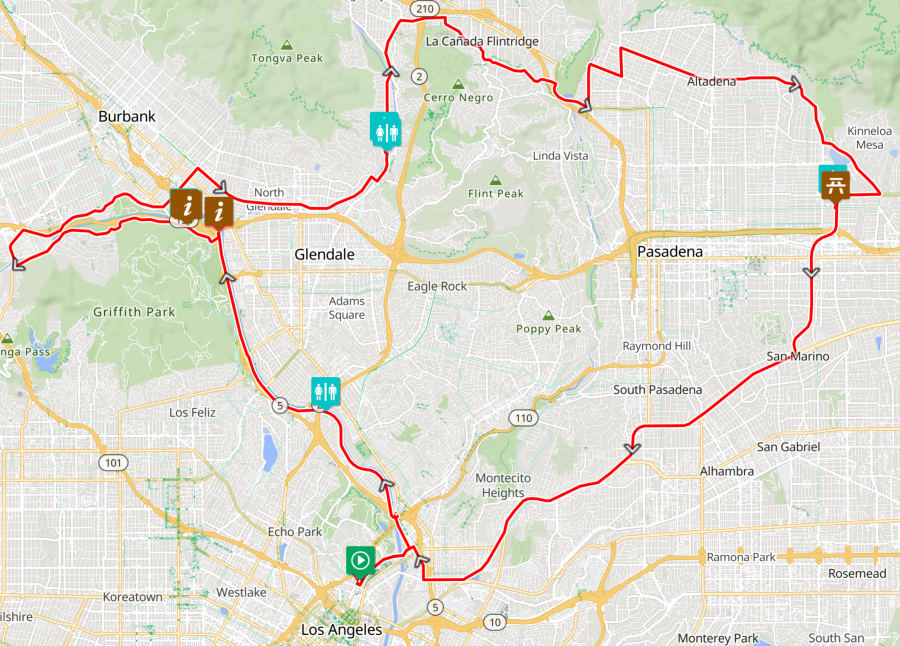 210
La Cañada Flintridge
Tongva Peak
2
Altadena
Cerro Negro
Burbank
Kinneloa
Mesa
Linda Vista
North
Glendale
Flint Peak
i
i
Glendale
Pasadena
Eagle Rock
Griffith Park
Adams
Square
Poppy Peak
nga Pass
Raymond Hill
San Marino
South Pasadena
5
Los Feliz
110
San Gabriel
101
Alhambra
Montecito
Heights
Echo Park
Ramona Park
Rosemead
Westlake
Koreatown
5
ilshire
10
Los Angeles
Monterey Park
South San